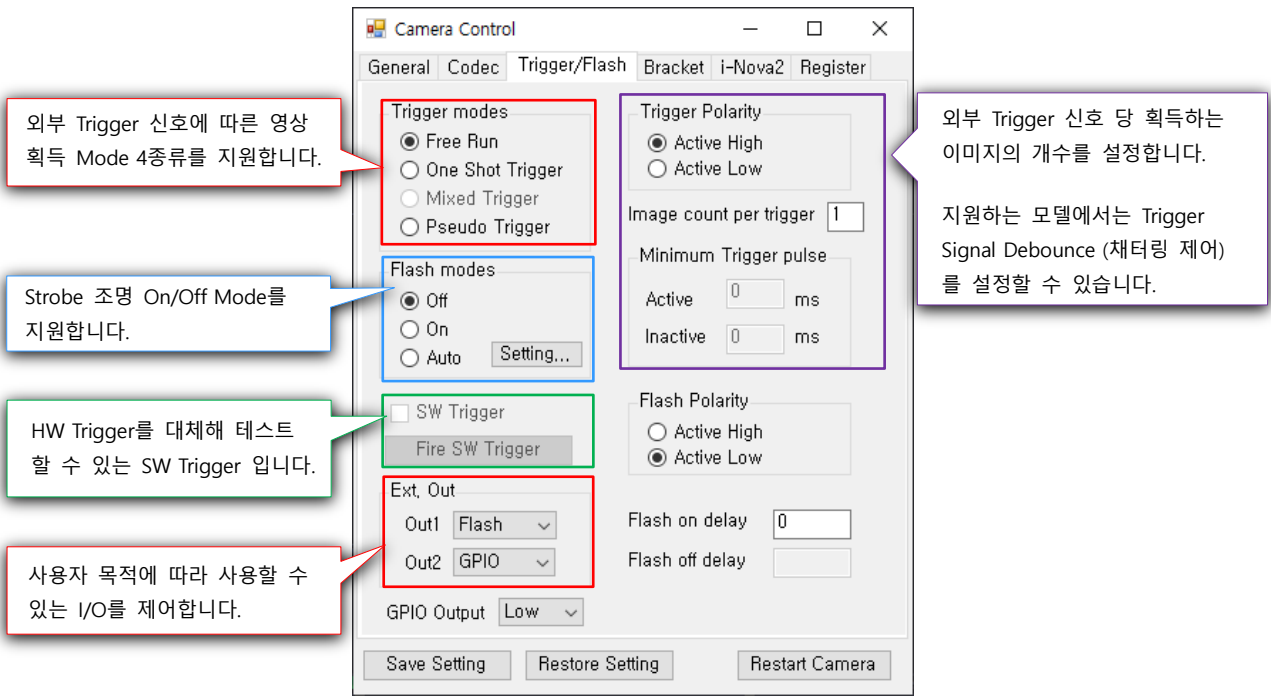 Camera Control
General Codec Trigger/Flash Bracket i-Nova2 Register
외부 Trigger 신호에 따른 영상
획득 Mode 4종류를 지원합니다.
Strobe 조명 On/Off Mode를
지원합니다.
HW Trigger를 대체해 테스트
할 수 있는 SW Trigger 입니다.
사용자 목적에 따라 사용할 수
있는 I/O를 제어합니다.
Trigger modes
Free Run
One Shot Trigger
Mixed Trigger
Pseudo Trigger
Flash modes
Off
On
Auto Setting...
SW Trigger
Fire SW Trigger
Ext, Out
Out1 Flash
Out2 GPIO
GPIO Output Low
Trigger Polarity
Active High
Active Low
Image count per trigger 1
Minimum Trigger pulse
Active 0 ms
Inactive 0 ms
Flash Polarity
Active High
Active Low
Flash on delay 0
Flash off delay
Save Setting Restore Setting Restart Camera
외부 Trigger 신호 당 획득하는
이미지의 개수를 설정합니다.
지원하는 모델에서는 Trigger
Signal Debounce (채터링 제어)
를 설정할 수 있습니다.